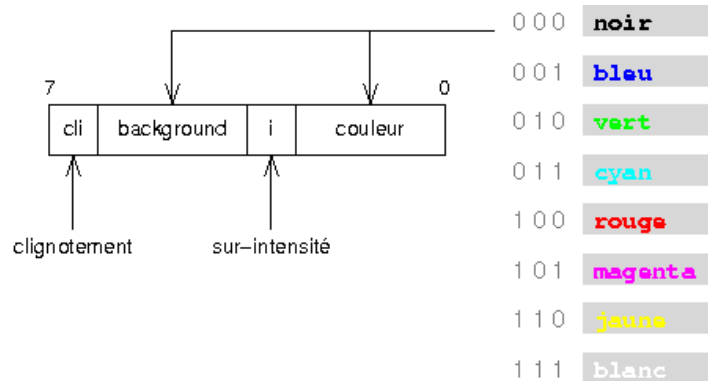 000 noir
7 0 001 bleu
cli background i couleur 010 vert
011 cyan
clignotement sur-intensité 100 rouge
101 magenta
110 jaune
111 blanc